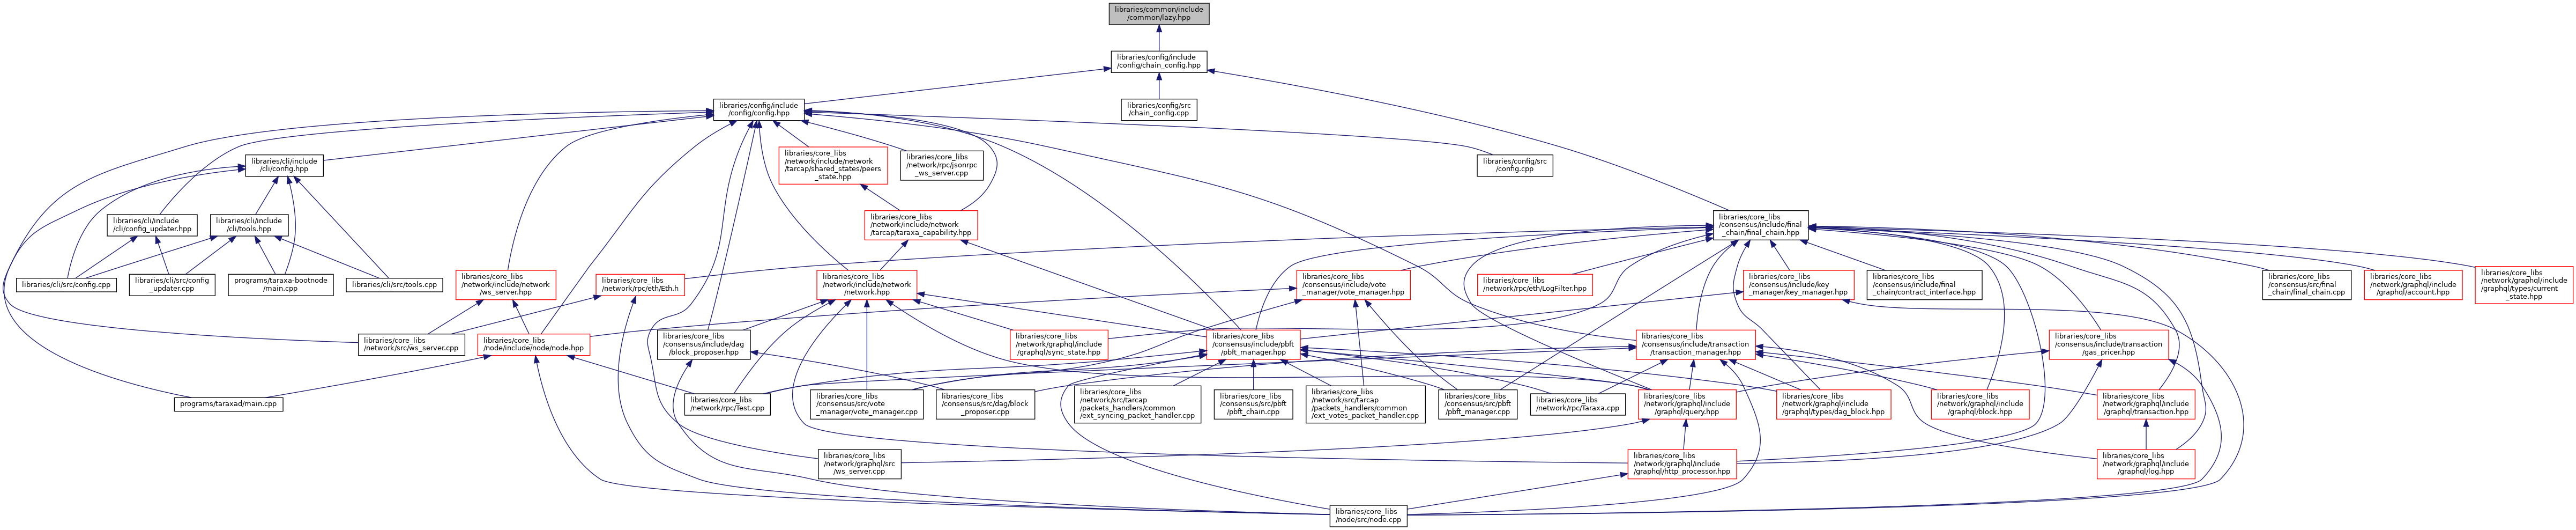 libraries/common/include
/common/lazy.hpp
libraries/config/include
/config/chain_config.hpp
libraries/config/include
/config/config.hpp
libraries/config/src
/chain_config.cpp
libraries/cli/include
/cli/config.hpp
libraries/core_libs
/network/include/network
/tarcap/shared_states/peers
_state.hpp
libraries/core_libs
/network/rpc/jsonrpc
_ws_server.cpp
libraries/config/src
/config.cpp
libraries/cli/include
/cli/config_updater.hpp
libraries/cli/include
/cli/tools.hpp
libraries/core_libs
/network/include/network
/tarcap/taraxa_capability.hpp
libraries/core_libs
/consensus/include/final
_chain/final_chain.hpp
libraries/cli/src/config.cpp
libraries/cli/src/config
_updater.cpp
programs/taraxa-bootnode
/main.cpp
libraries/cli/src/tools.cpp
libraries/core_libs
/network/include/network
/ws_server.hpp
libraries/core_libs
/network/rpc/eth/Eth.h
libraries/core_libs
/network/include/network
/network.hpp
libraries/core_libs
/consensus/include/vote
_manager/vote_manager.hpp
libraries/core_libs
/network/rpc/eth/LogFilter.hpp
libraries/core_libs
/consensus/include/key
_manager/key_manager.hpp
libraries/core_libs
/consensus/include/final
_chain/contract_interface.hpp
libraries/core_libs
/consensus/src/final
_chain/final_chain.cpp
libraries/core_libs
/network/graphql/include
/graphql/account.hpp
libraries/core_libs
/network/graphql/include
/graphql/types/current
_state.hpp
libraries/core_libs
/network/src/ws_server.cpp
libraries/core_libs
/node/include/node/node.hpp
libraries/core_libs
/consensus/include/dag
/block_proposer.hpp
libraries/core_libs
/network/graphql/include
/graphql/sync_state.hpp
libraries/core_libs
/consensus/include/pbft
/pbft_manager.hpp
libraries/core_libs
/consensus/include/transaction
/transaction_manager.hpp
libraries/core_libs
/consensus/include/transaction
/gas_pricer.hpp
programs/taraxad/main.cpp
libraries/core_libs
/network/rpc/Test.cpp
libraries/core_libs
/consensus/src/vote
_manager/vote_manager.cpp
libraries/core_libs
/consensus/src/dag/block
_proposer.cpp
libraries/core_libs
/network/src/tarcap
/packets_handlers/common
/ext_syncing_packet_handler.cpp
libraries/core_libs
/consensus/src/pbft
/pbft_chain.cpp
libraries/core_libs
/network/src/tarcap
/packets_handlers/common
/ext_votes_packet_handler.cpp
libraries/core_libs
/consensus/src/pbft
/pbft_manager.cpp
libraries/core_libs
/network/rpc/Taraxa.cpp
libraries/core_libs
/network/graphql/include
/graphql/query.hpp
libraries/core_libs
/network/graphql/include
/graphql/types/dag_block.hpp
libraries/core_libs
/network/graphql/include
/graphql/block.hpp
libraries/core_libs
/network/graphql/include
/graphql/transaction.hpp
libraries/core_libs
/network/graphql/src
/ws_server.cpp
libraries/core_libs
/network/graphql/include
/graphql/http_processor.hpp
libraries/core_libs
/network/graphql/include
/graphql/log.hpp
libraries/core_libs
/node/src/node.cpp